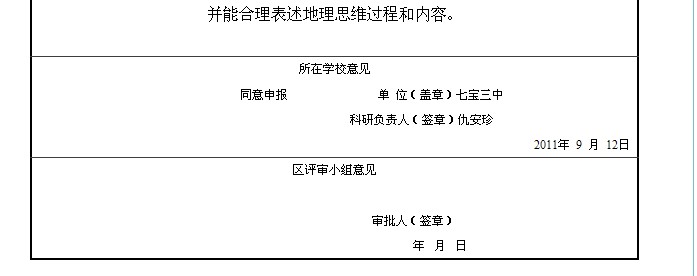 并能合理表述地理思维过程和内容。
所在学校意见
同意申报 单 位（盖章）七宝三中
科研负责人（签章）仇安珍
2011年 9 月 12日
区评审小组意见
审批人（签章）
年 月 日